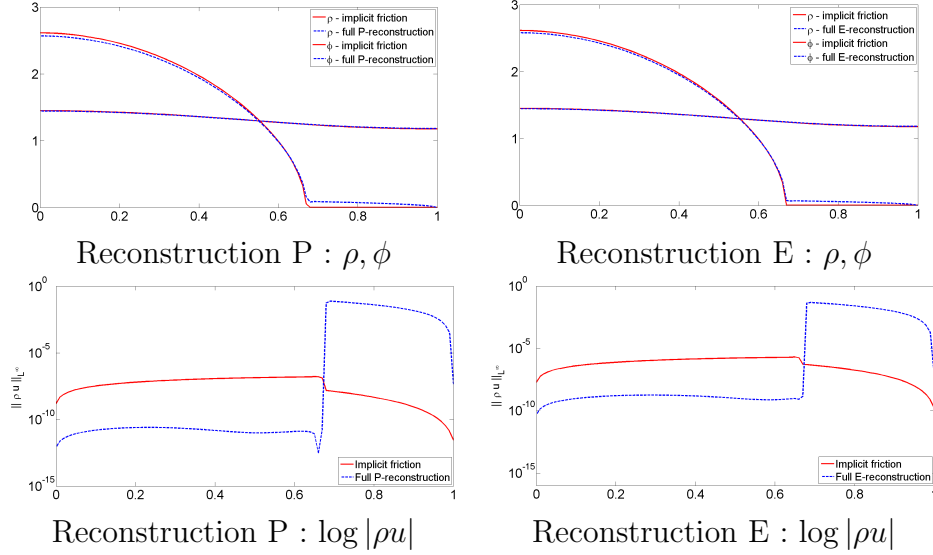 3
2
1
0
0
0.2
0.4
0.6
0.8
1
ρ - implicit friction
ρ - full P-reconstruction
ϕ - implicit friction
ϕ - full P-reconstruction
Reconstruction P : ρ, ϕ
3
2
1
0
0
0.2
0.4
0.6
0.8
1
ρ - implicit friction
ρ - full E-reconstruction
ϕ - implicit friction
ϕ - full E-reconstruction
Reconstruction E : ρ, ϕ
10^0
10^-5
10^-10
10^-15
|| ρ u ||_L^∞
0
0.2
0.4
0.6
0.8
1
Implicit friction
Full P-reconstruction
Reconstruction P : log |ρu|
10^0
10^-5
10^-10
10^-15
|| ρ u ||_L^∞
0
0.2
0.4
0.6
0.8
1
Implicit friction
Full E-reconstruction
Reconstruction E : log |ρu|